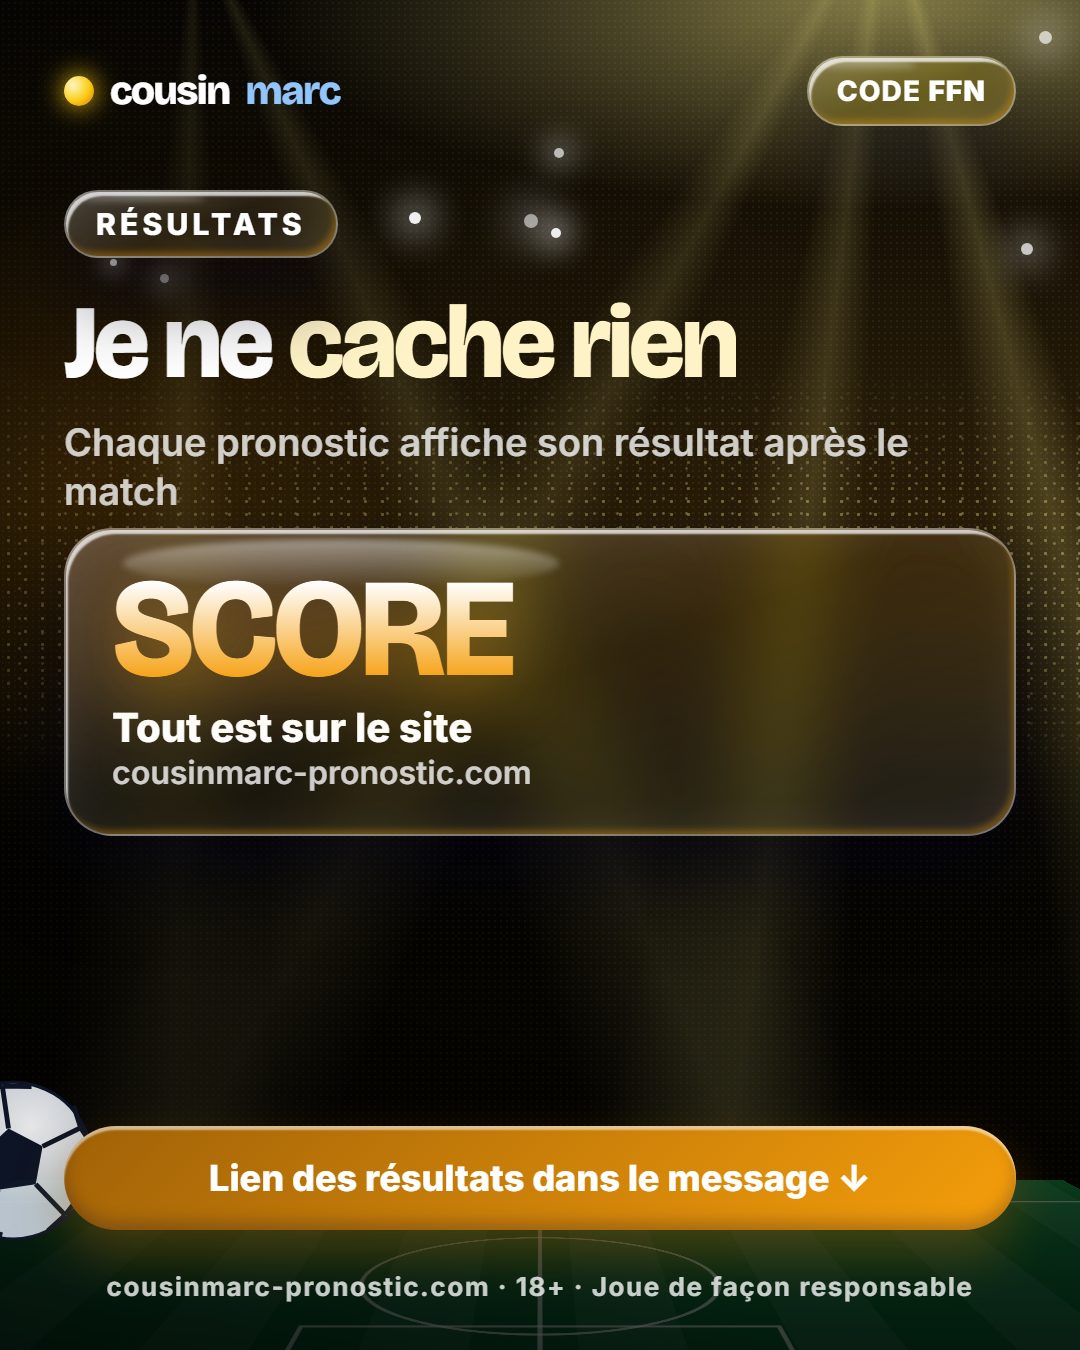 cousin marc
CODE FFN
RÉSULTATS
Je ne cache rien
Chaque pronostic affiche son résultat après le
match
SCORE
Tout est sur le site
cousinmarc-pronostic.com
Lien des résultats dans le message ↓
cousinmarc-pronostic.com · 18+ · Joue de façon responsable